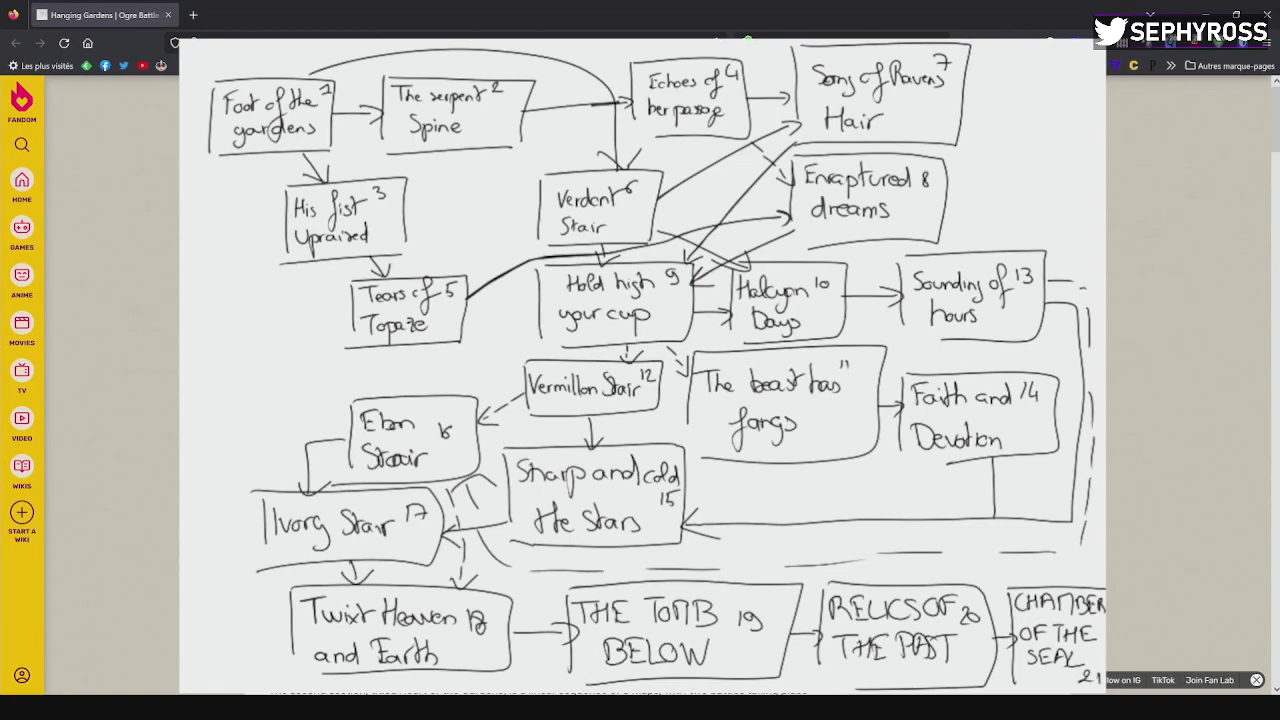 Hanging Gardens | Ogre Battle
SEPHYROSS
Les plus visités
Autres marque-pages
FANDOM
HOME
GAMES
ANIME
MOVIES
TV
VIDEO
WIKIS
START A
WIKI
Foot of the 1
gardens
The serpent 2
Spine
Echoes of 4
her passage
Song of Ravens 7
Hair
His fist 3
Upraized
Verdant 6
Stair
Enraptured 8
dreams
Tears of 5
Topaze
Hold high 9
your cup
Halcyon 10
Days
Sounding of 13
hours
Vermillon Stair 12
The beast has 11
fangs
Faith and 14
Devotion
Ebon 16
Stair
Sharp and cold
15
the Stars
Ivory Stair 17
Twixt Heaven 18
and Earth
THE TOMB 19
BELOW
RELICS OF 20
THE PAST
CHAMBER
OF THE
SEAL
21
llow on IG
TikTok
Join Fan Lab